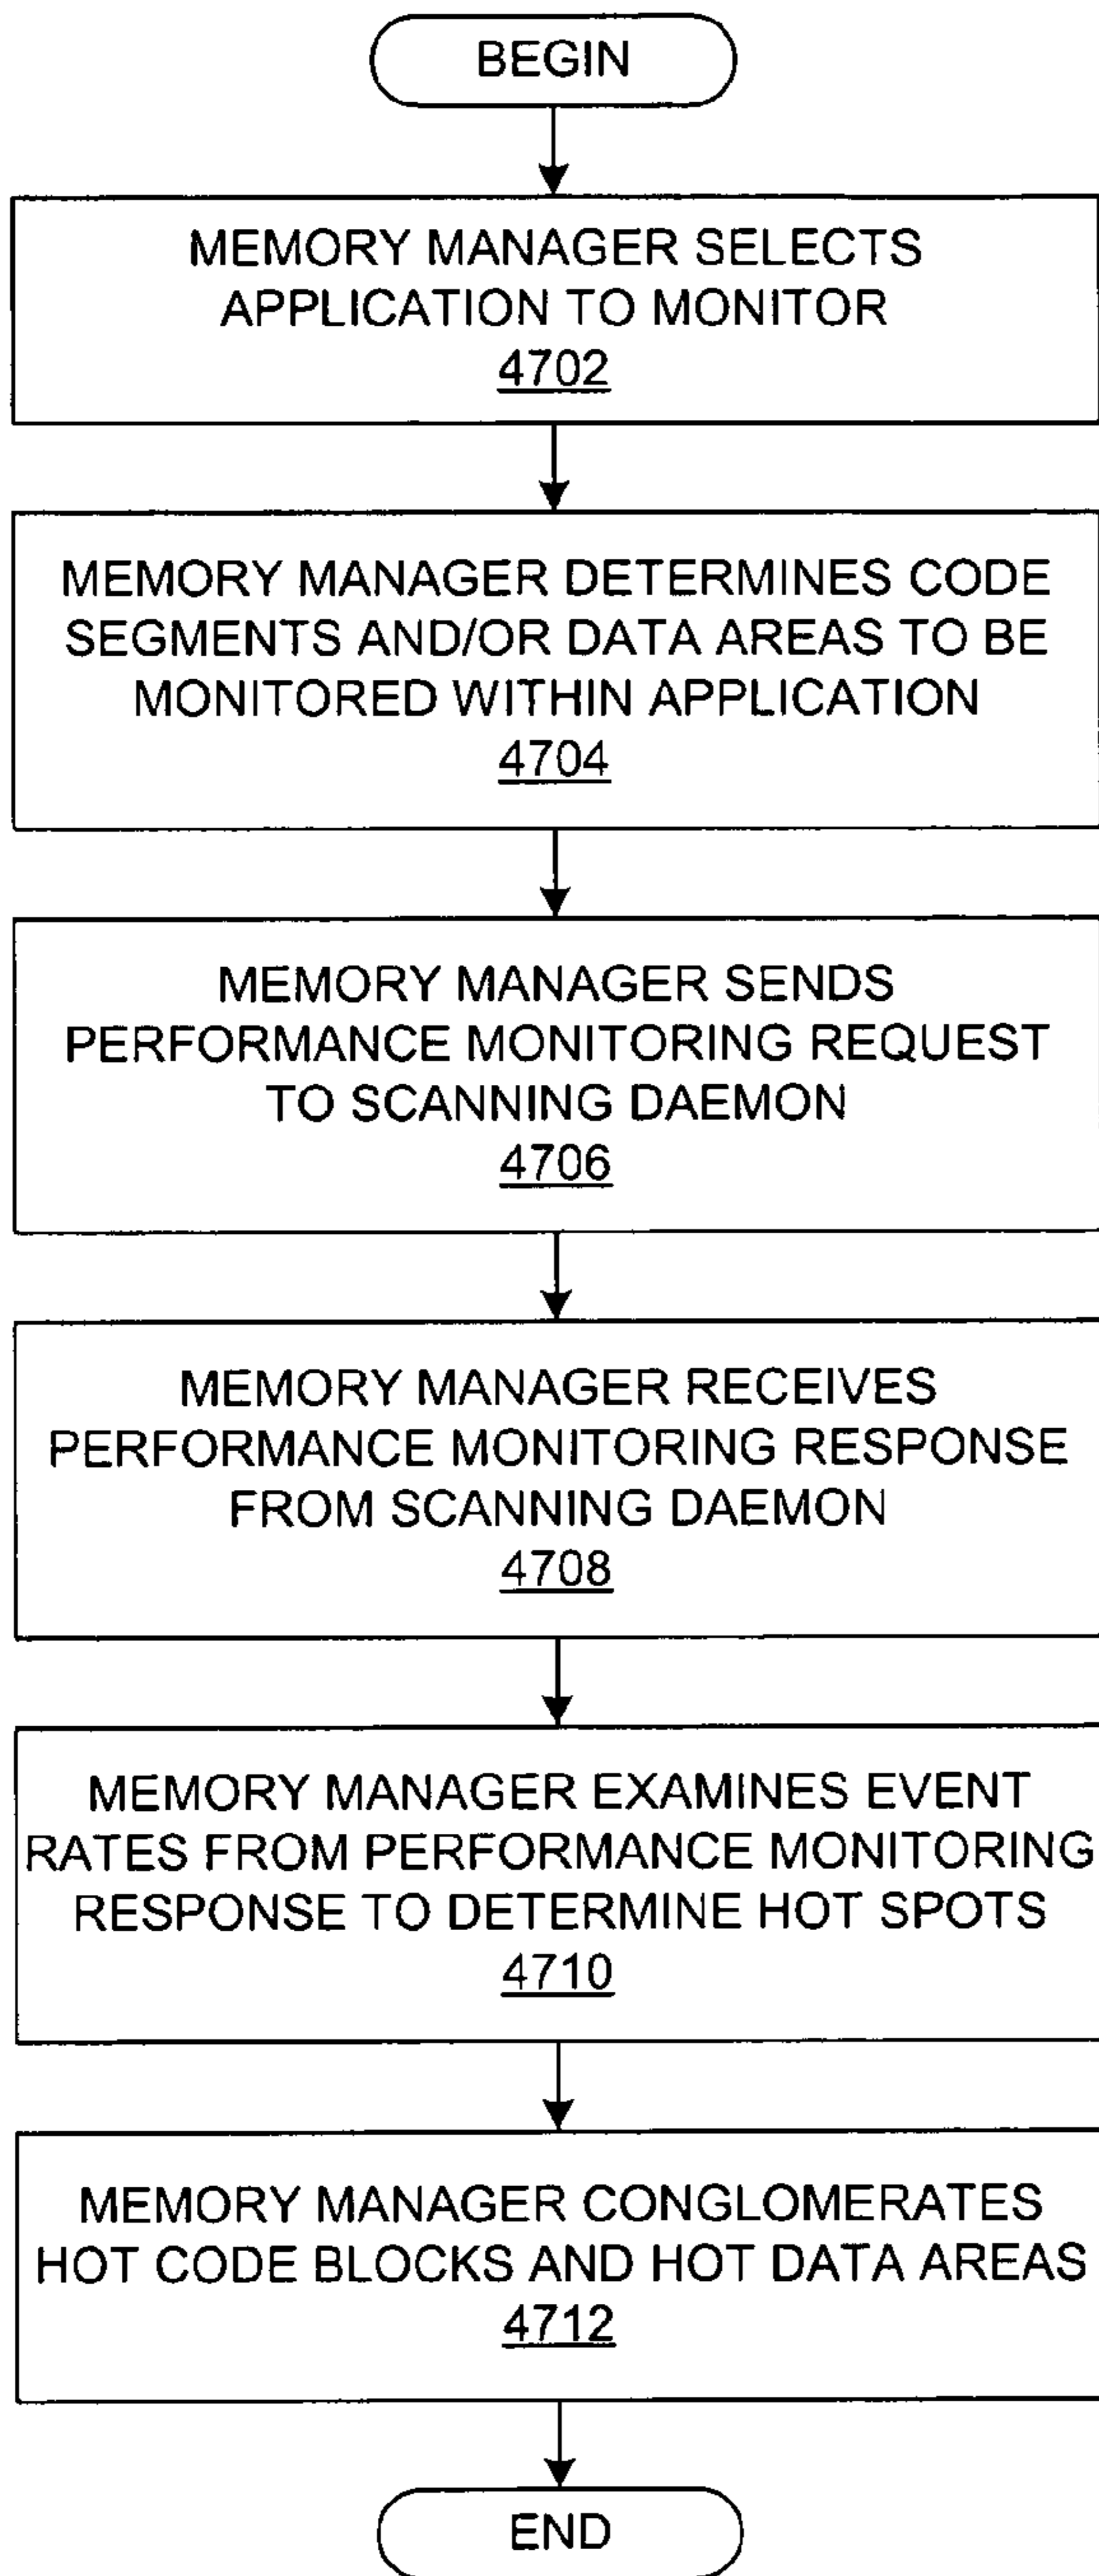 BEGIN
MEMORY MANAGER SELECTS
APPLICATION TO MONITOR
4702
MEMORY MANAGER DETERMINES CODE
SEGMENTS AND/OR DATA AREAS TO BE
MONITORED WITHIN APPLICATION
4704
MEMORY MANAGER SENDS
PERFORMANCE MONITORING REQUEST
TO SCANNING DAEMON
4706
MEMORY MANAGER RECEIVES
PERFORMANCE MONITORING RESPONSE
FROM SCANNING DAEMON
4708
MEMORY MANAGER EXAMINES EVENT
RATES FROM PERFORMANCE MONITORING
RESPONSE TO DETERMINE HOT SPOTS
4710
MEMORY MANAGER CONGLOMERATES
HOT CODE BLOCKS AND HOT DATA AREAS
4712
END